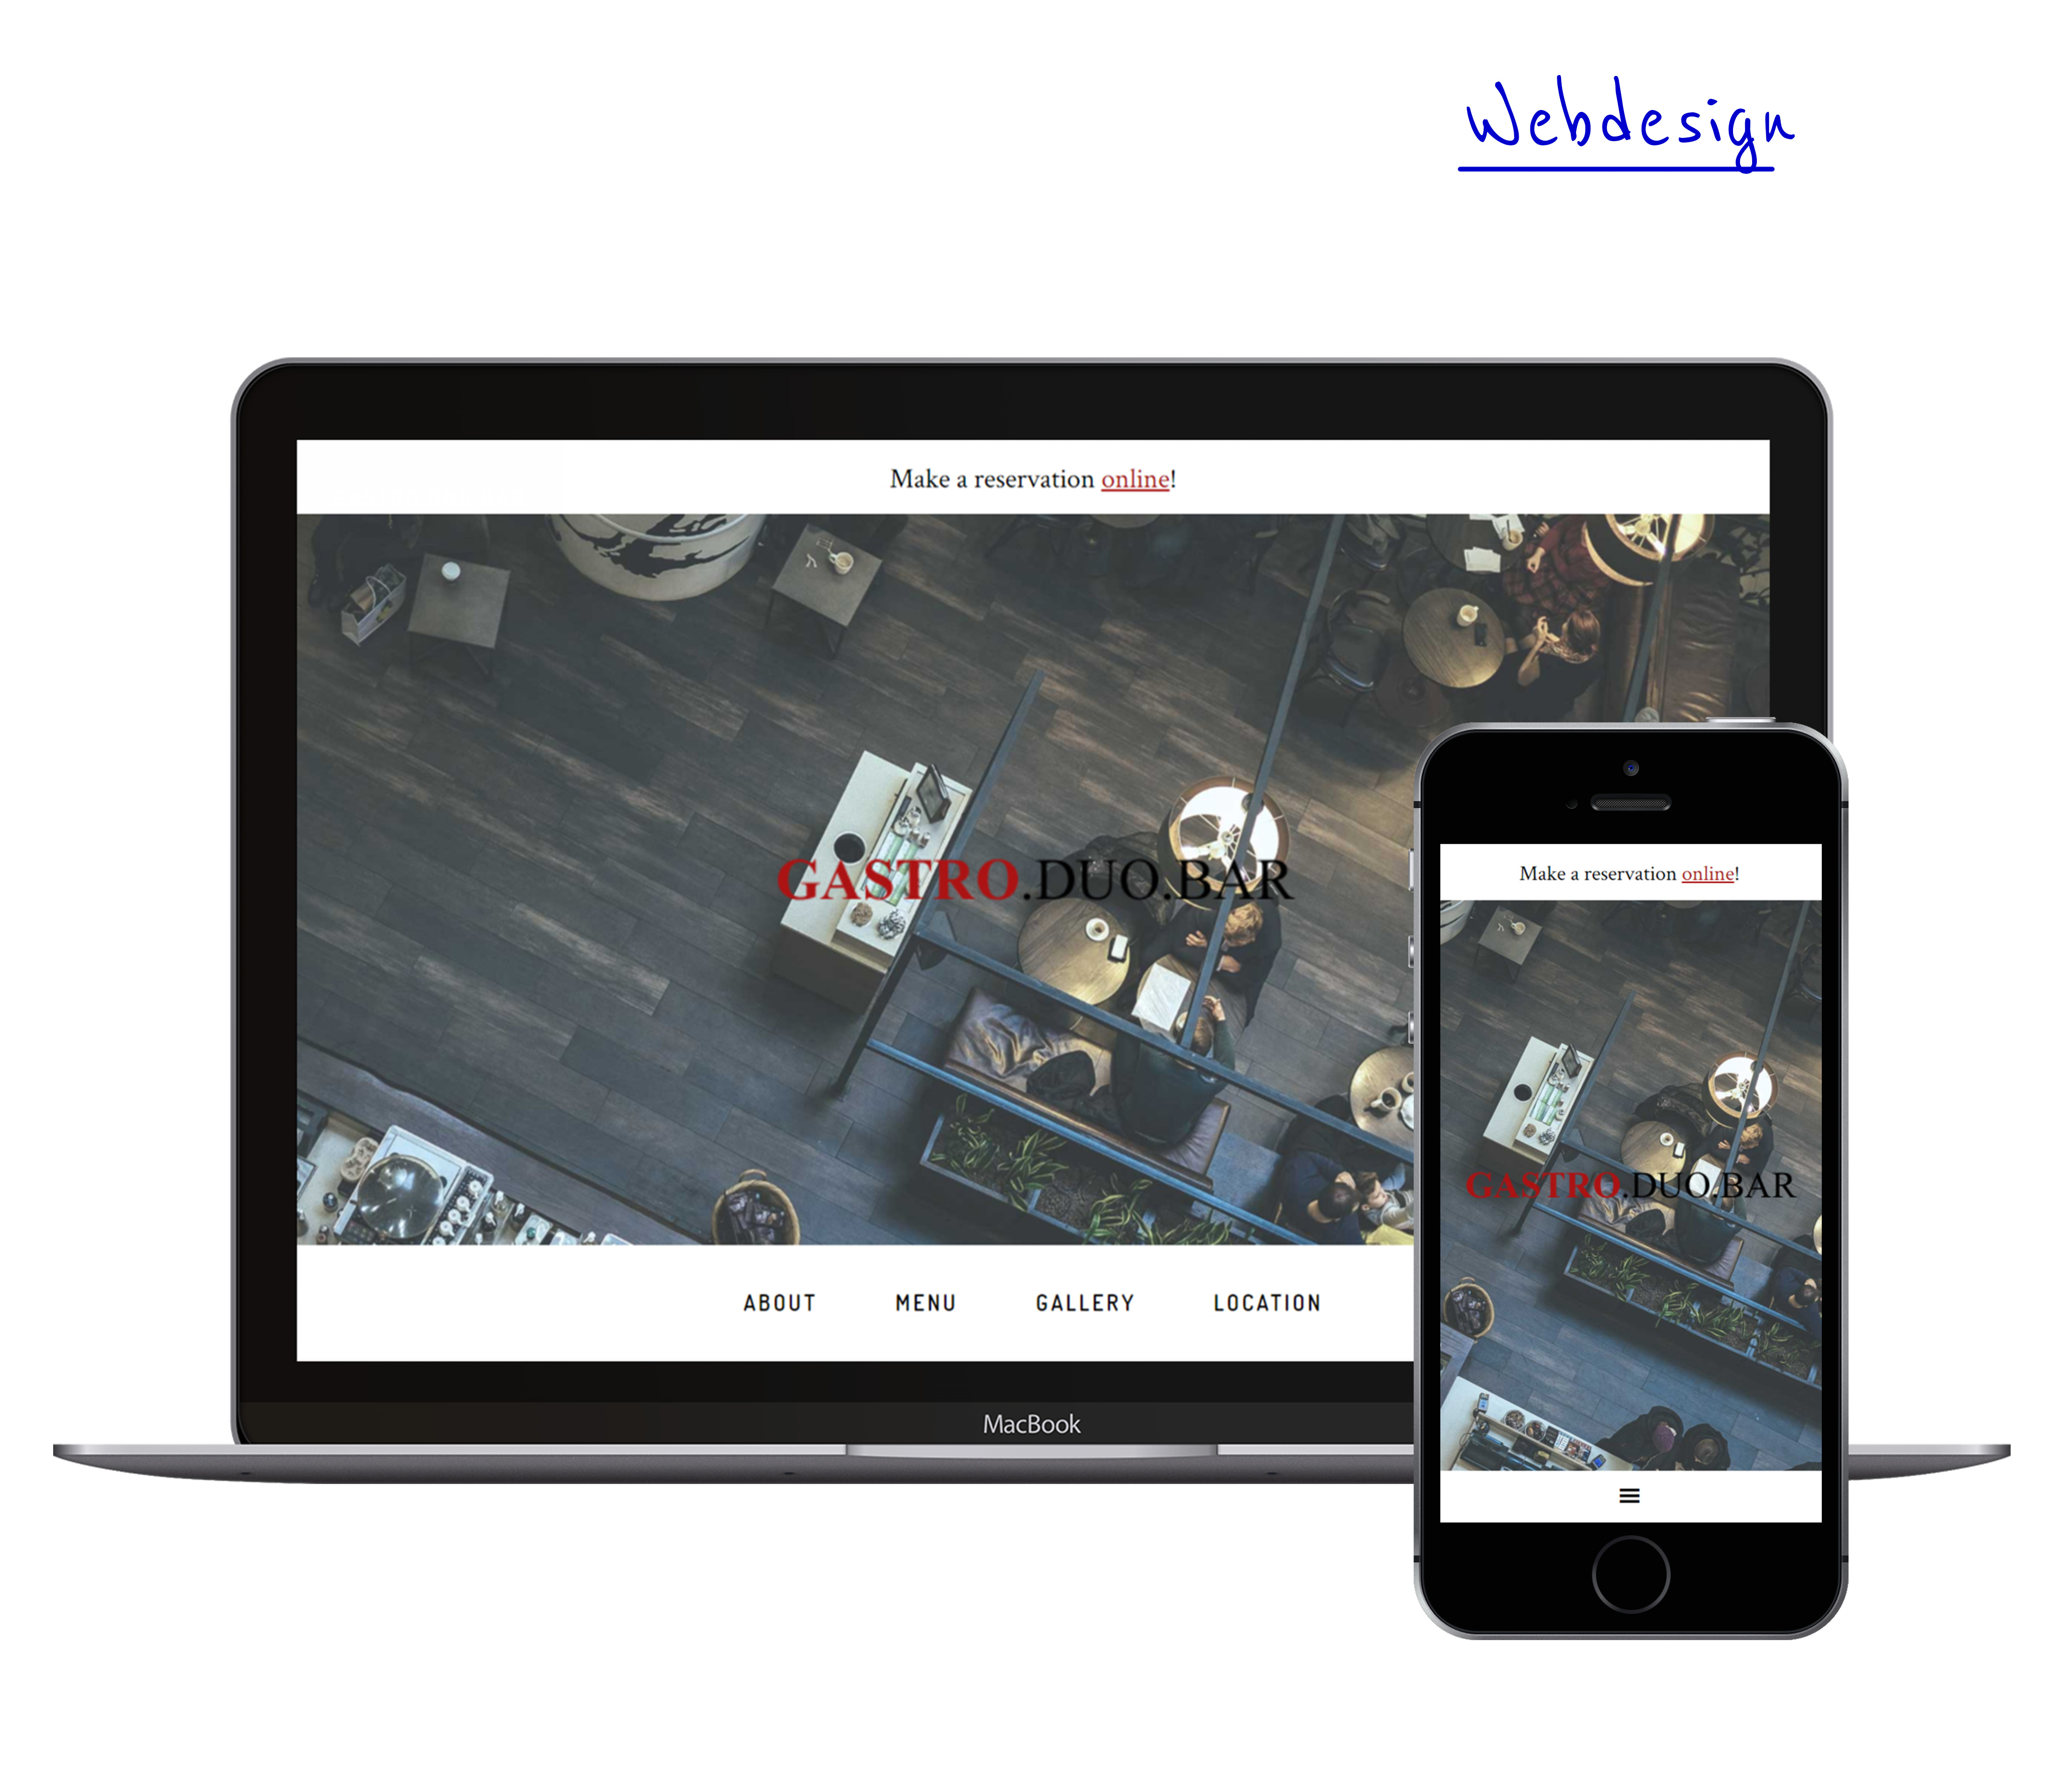 Webdesign
Make a reservation online!
GASTRO.DUO.BAR
ABOUT MENU GALLERY LOCATION
MacBook
Make a reservation online!
GASTRO.DUO.BAR